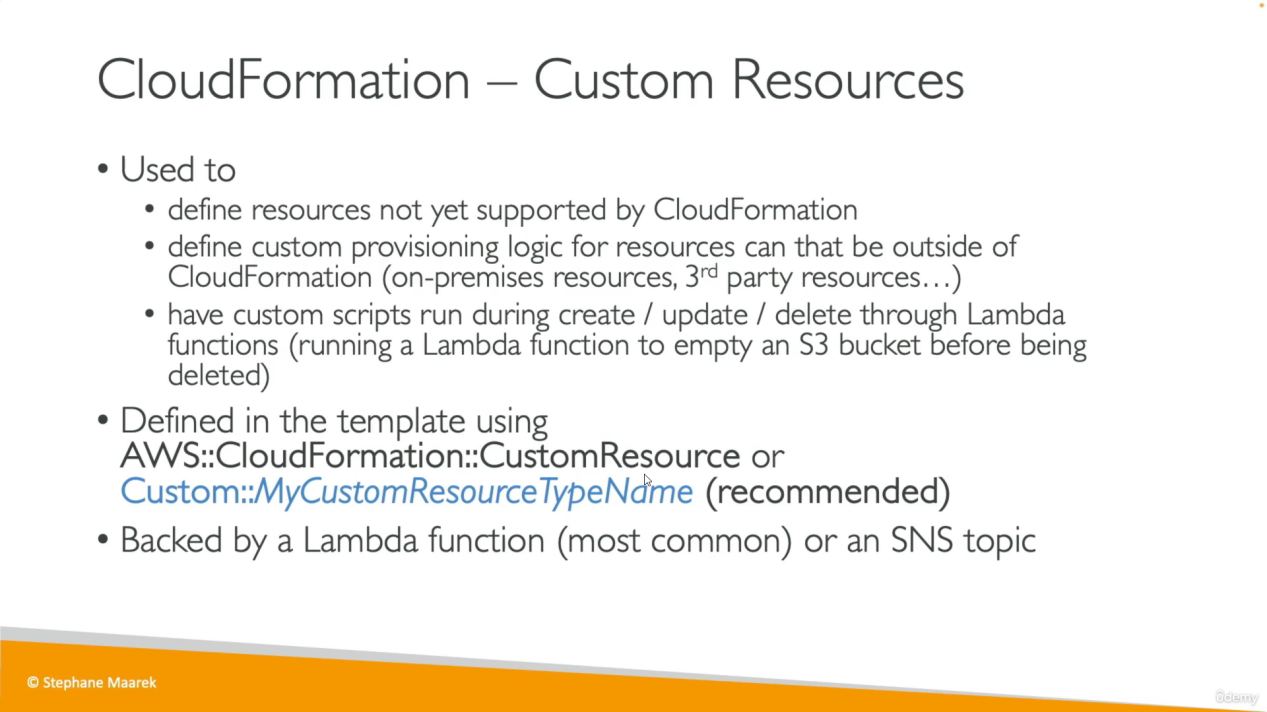 CloudFormation – Custom Resources
• Used to
• define resources not yet supported by CloudFormation
• define custom provisioning logic for resources can that be outside of
CloudFormation (on-premises resources, 3rd party resources…)
• have custom scripts run during create / update / delete through Lambda
functions (running a Lambda function to empty an S3 bucket before being
deleted)
• Defined in the template using
AWS::CloudFormation::CustomResource or
Custom::MyCustomResourceTypeName (recommended)
• Backed by a Lambda function (most common) or an SNS topic
© Stephane Maarek
ûdemy